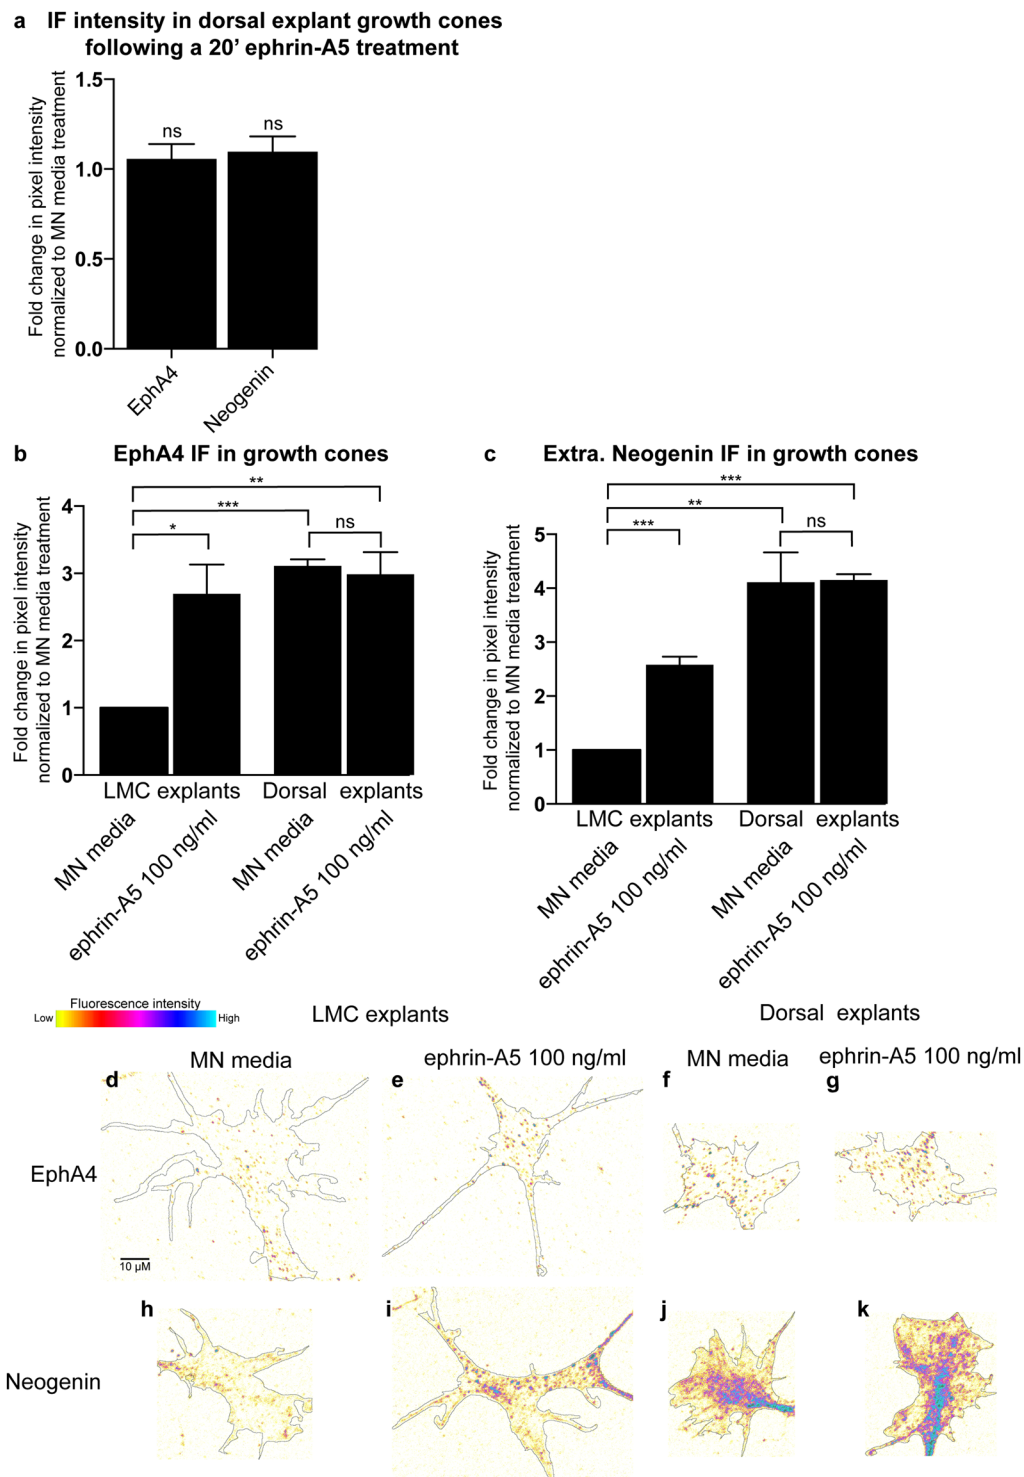 a IF intensity in dorsal explant growth cones
following a 20’ ephrin-A5 treatment
Fold change in pixel intensity
normalized to MN media treatment
1.5
1.0
0.5
0.0
ns
ns
EphA4
Neogenin
b EphA4 IF in growth cones
Fold change in pixel intensity
normalized to MN media treatment
4
3
2
1
0
**
***
*
ns
LMC explants Dorsal explants
MN media
ephrin-A5 100 ng/ml
MN media
ephrin-A5 100 ng/ml
c Extra. Neogenin IF in growth cones
Fold change in pixel intensity
normalized to MN media treatment
5
4
3
2
1
0
***
**
***
ns
LMC explants Dorsal explants
MN media
ephrin-A5 100 ng/ml
MN media
ephrin-A5 100 ng/ml
Fluorescence intensity
Low High
LMC explants Dorsal explants
MN media ephrin-A5 100 ng/ml MN media ephrin-A5 100 ng/ml
d e f g
EphA4
10 µM
h i j k
Neogenin